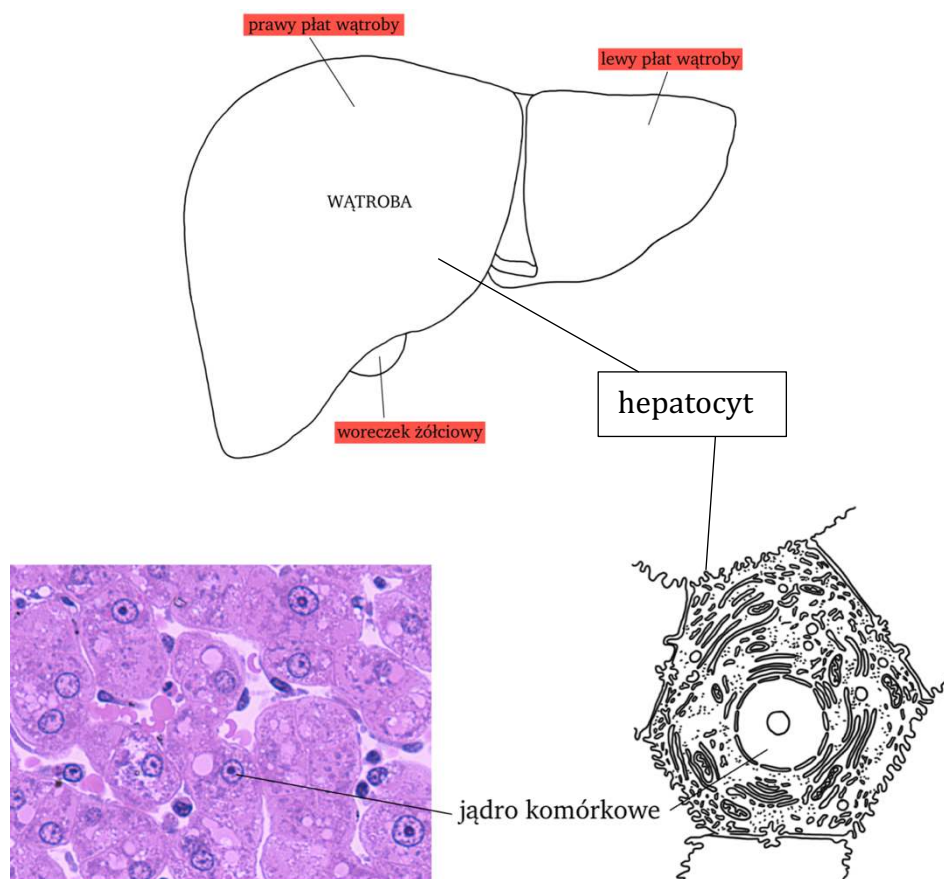 prawy płat wątroby
lewy płat wątroby
WĄTROBA
hepatocyt
woreczek żółciowy
jądro komórkowe